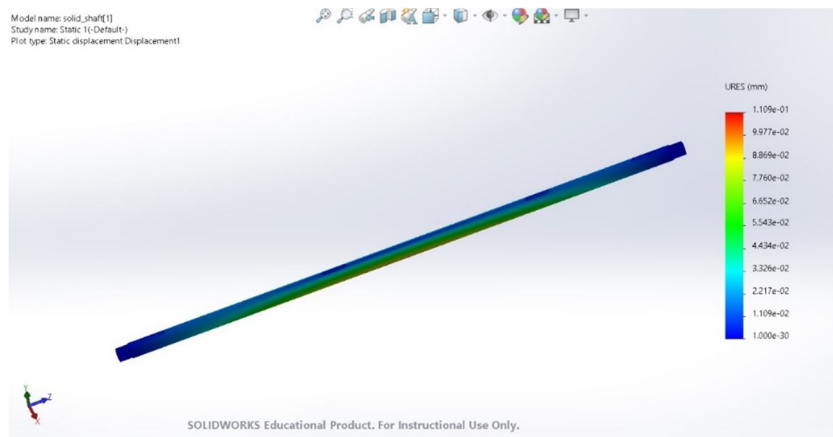 Model name: solid_shaft[1]
Study name: Static 1(-Default-)
Plot type: Static displacement Displacement1
URES (mm)
1.109e-01
9.977e-02
8.869e-02
7.760e-02
6.652e-02
5.543e-02
4.434e-02
3.326e-02
2.217e-02
1.109e-02
1.000e-30
Y
Z
X
SOLIDWORKS Educational Product. For Instructional Use Only.